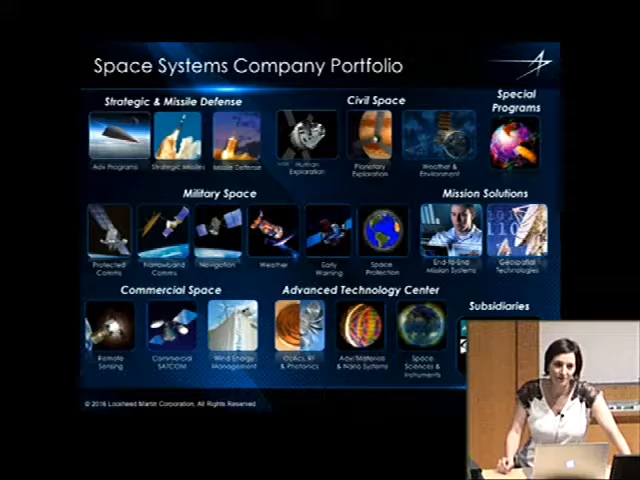 Space Systems Company Portfolio
Strategic & Missile Defense
Civil Space
Special
Programs
Adv Programs
Strategic Missiles
Missile Defense
Human
Exploration
Planetary
Exploration
Weather &
Environment
Military Space
Mission Solutions
Protected
Comms
Narrowband
Comms
Navigation
Weather
Early
Warning
Space
Protection
End-to-End
Mission Systems
Geospatial
Technologies
Commercial Space
Advanced Technology Center
Subsidiaries
Remote
Sensing
Commercial
SATCOM
Wind Energy
Management
Optics, RF
& Photonics
Adv. Materials
& Nano Systems
Space
Sciences &
Instruments
© 2016 Lockheed Martin Corporation. All Rights Reserved